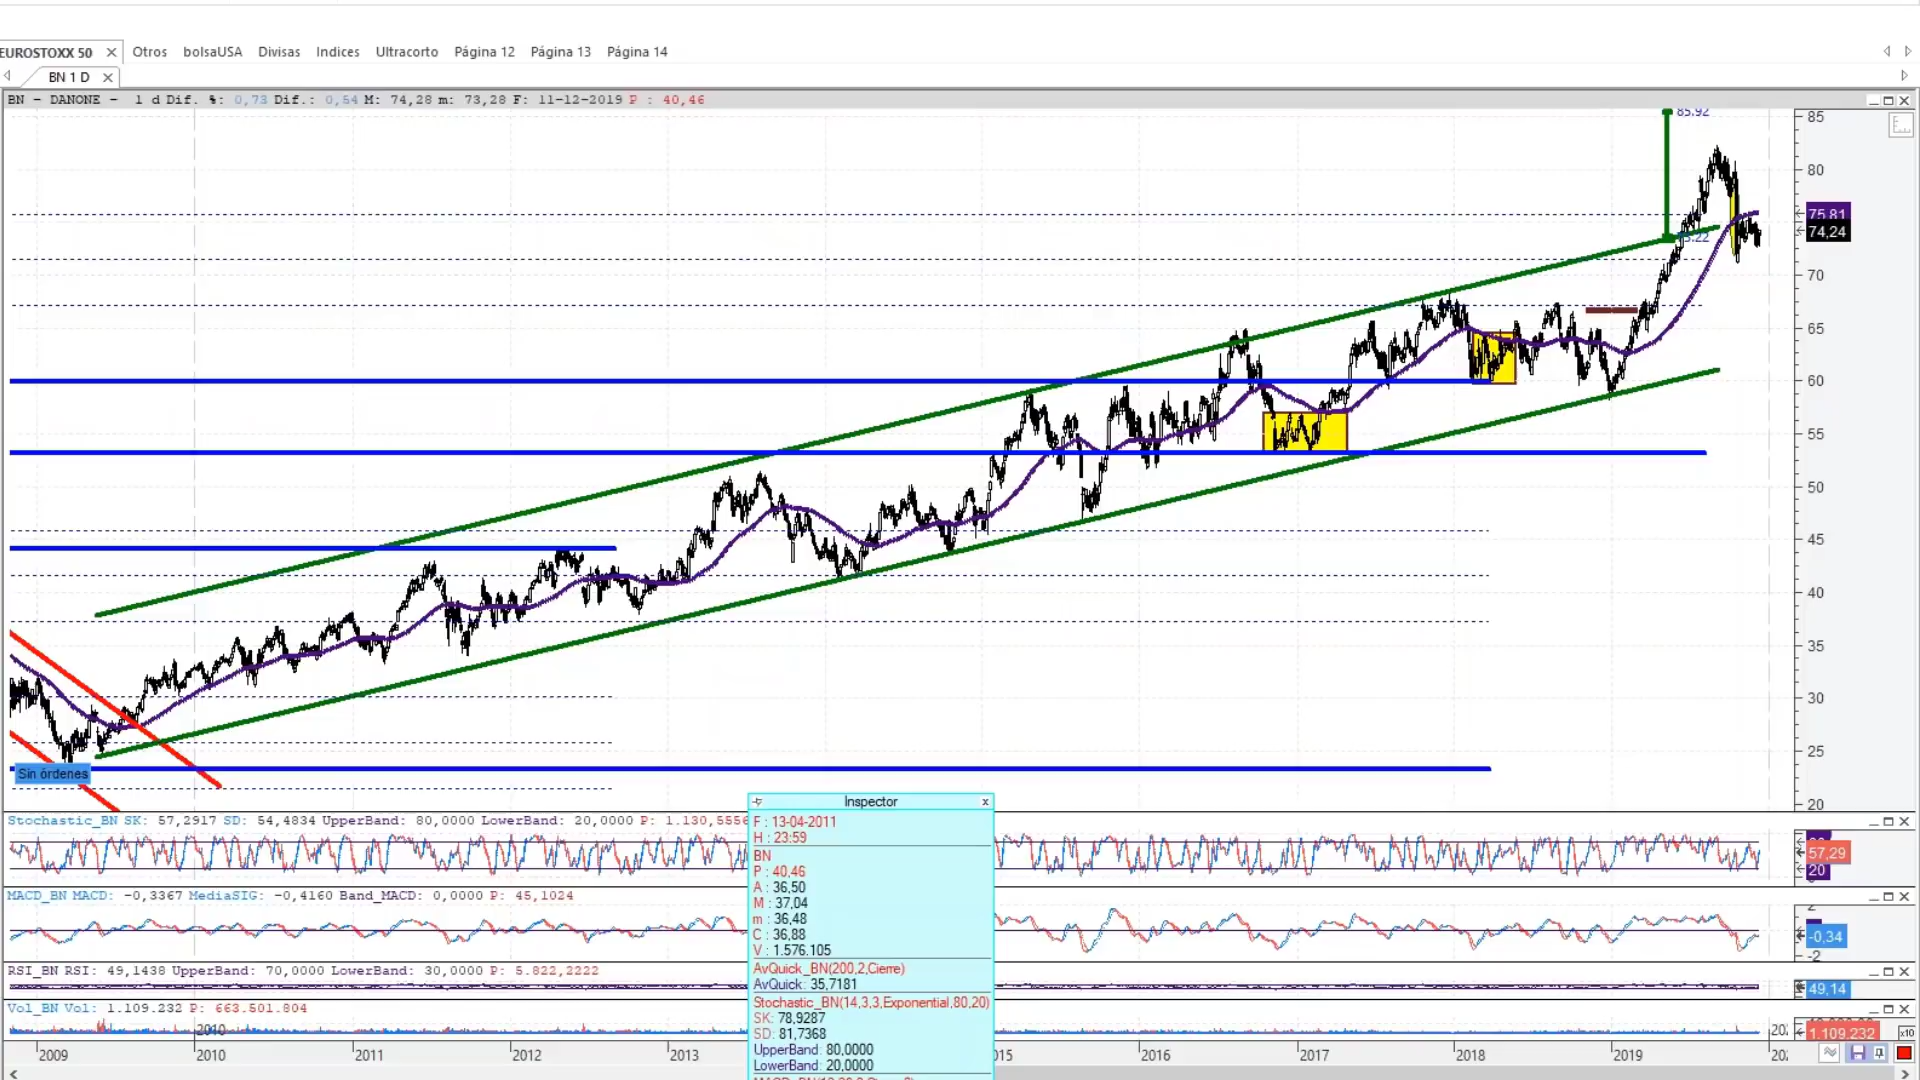 EUROSTOXX 50 Otros bolsaUSA Divisas Indices Ultracorto Página 12 Página 13 Página 14
BN 1 D
BN - DANONE - 1 d Dif. %: 0,73 Dif.: 0,54 M: 74,28 m: 73,28 F: 11-12-2019 P : 40,46
85.92
85
80
75.81
74,24
70
65
60
55
50
45
40
35
30
25
20
Sin órdenes
Inspector
F : 13-04-2011
H : 23:59
BN
P : 40,46
A : 36,50
M : 37,04
m : 36,48
C : 36,88
V : 1.576.105
AvQuick_BN(200,2,Cierre)
AvQuick: 35,7181
Stochastic_BN(14,3,3,Exponential,80,20)
SK: 78,9287
SD: 81,7368
UpperBand: 80,0000
LowerBand: 20,0000
Stochastic_BN SK: 57,2917 SD: 54,4834 UpperBand: 80,0000 LowerBand: 20,0000 P: 1.130,5556
57,29
20
MACD_BN MACD: -0,3367 MediaSIG: -0,4160 Band_MACD: 0,0000 P: 45,1024
2
-0,34
-2
RSI_BN RSI: 49,1438 UpperBand: 70,0000 LowerBand: 30,0000 P: 5.822,2222
49,14
Vol_BN Vol: 1.109.232 P: 663.501.804
2010
1.109.232
x10
2009 2010 2011 2012 2013 2016 2017 2018 2019